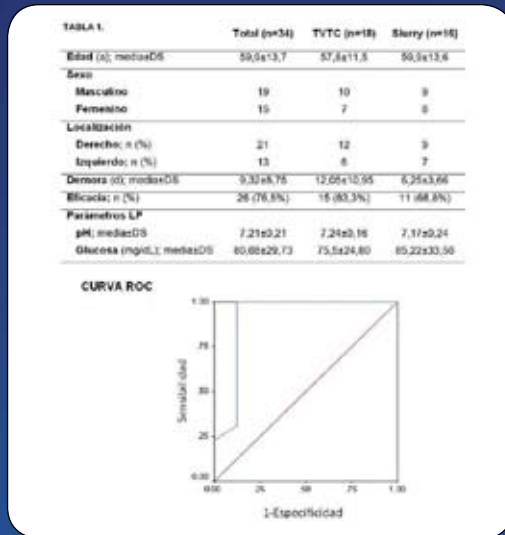 TABLA 1.
Total (n=34) TVTC (n=18) Slurry (n=16)
Edad (a); media±DS 59,0±13,7 57,8±11,5 59,5±13,6
Sexo
Masculino 19 10 9
Femenino 15 7 8
Localización
Derecho; n (%) 21 12 9
Izquierdo; n (%) 13 6 7
Demora (d); media±DS 9,32±8,75 12,05±10,95 6,25±3,66
Eficacia; n (%) 26 (76,5%) 15 (83,3%) 11 (68,8%)
Parámetros LP
pH; media±DS 7,21±0,21 7,24±0,16 7,17±0,24
Glucosa (mg/dL); media±DS 80,68±29,73 75,5±24,80 85,22±33,56
CURVA ROC
1.00
.75
.50
.25
0.00
Sensibilidad
0.00 .25 .50 .75 1.00
1-Especificidad